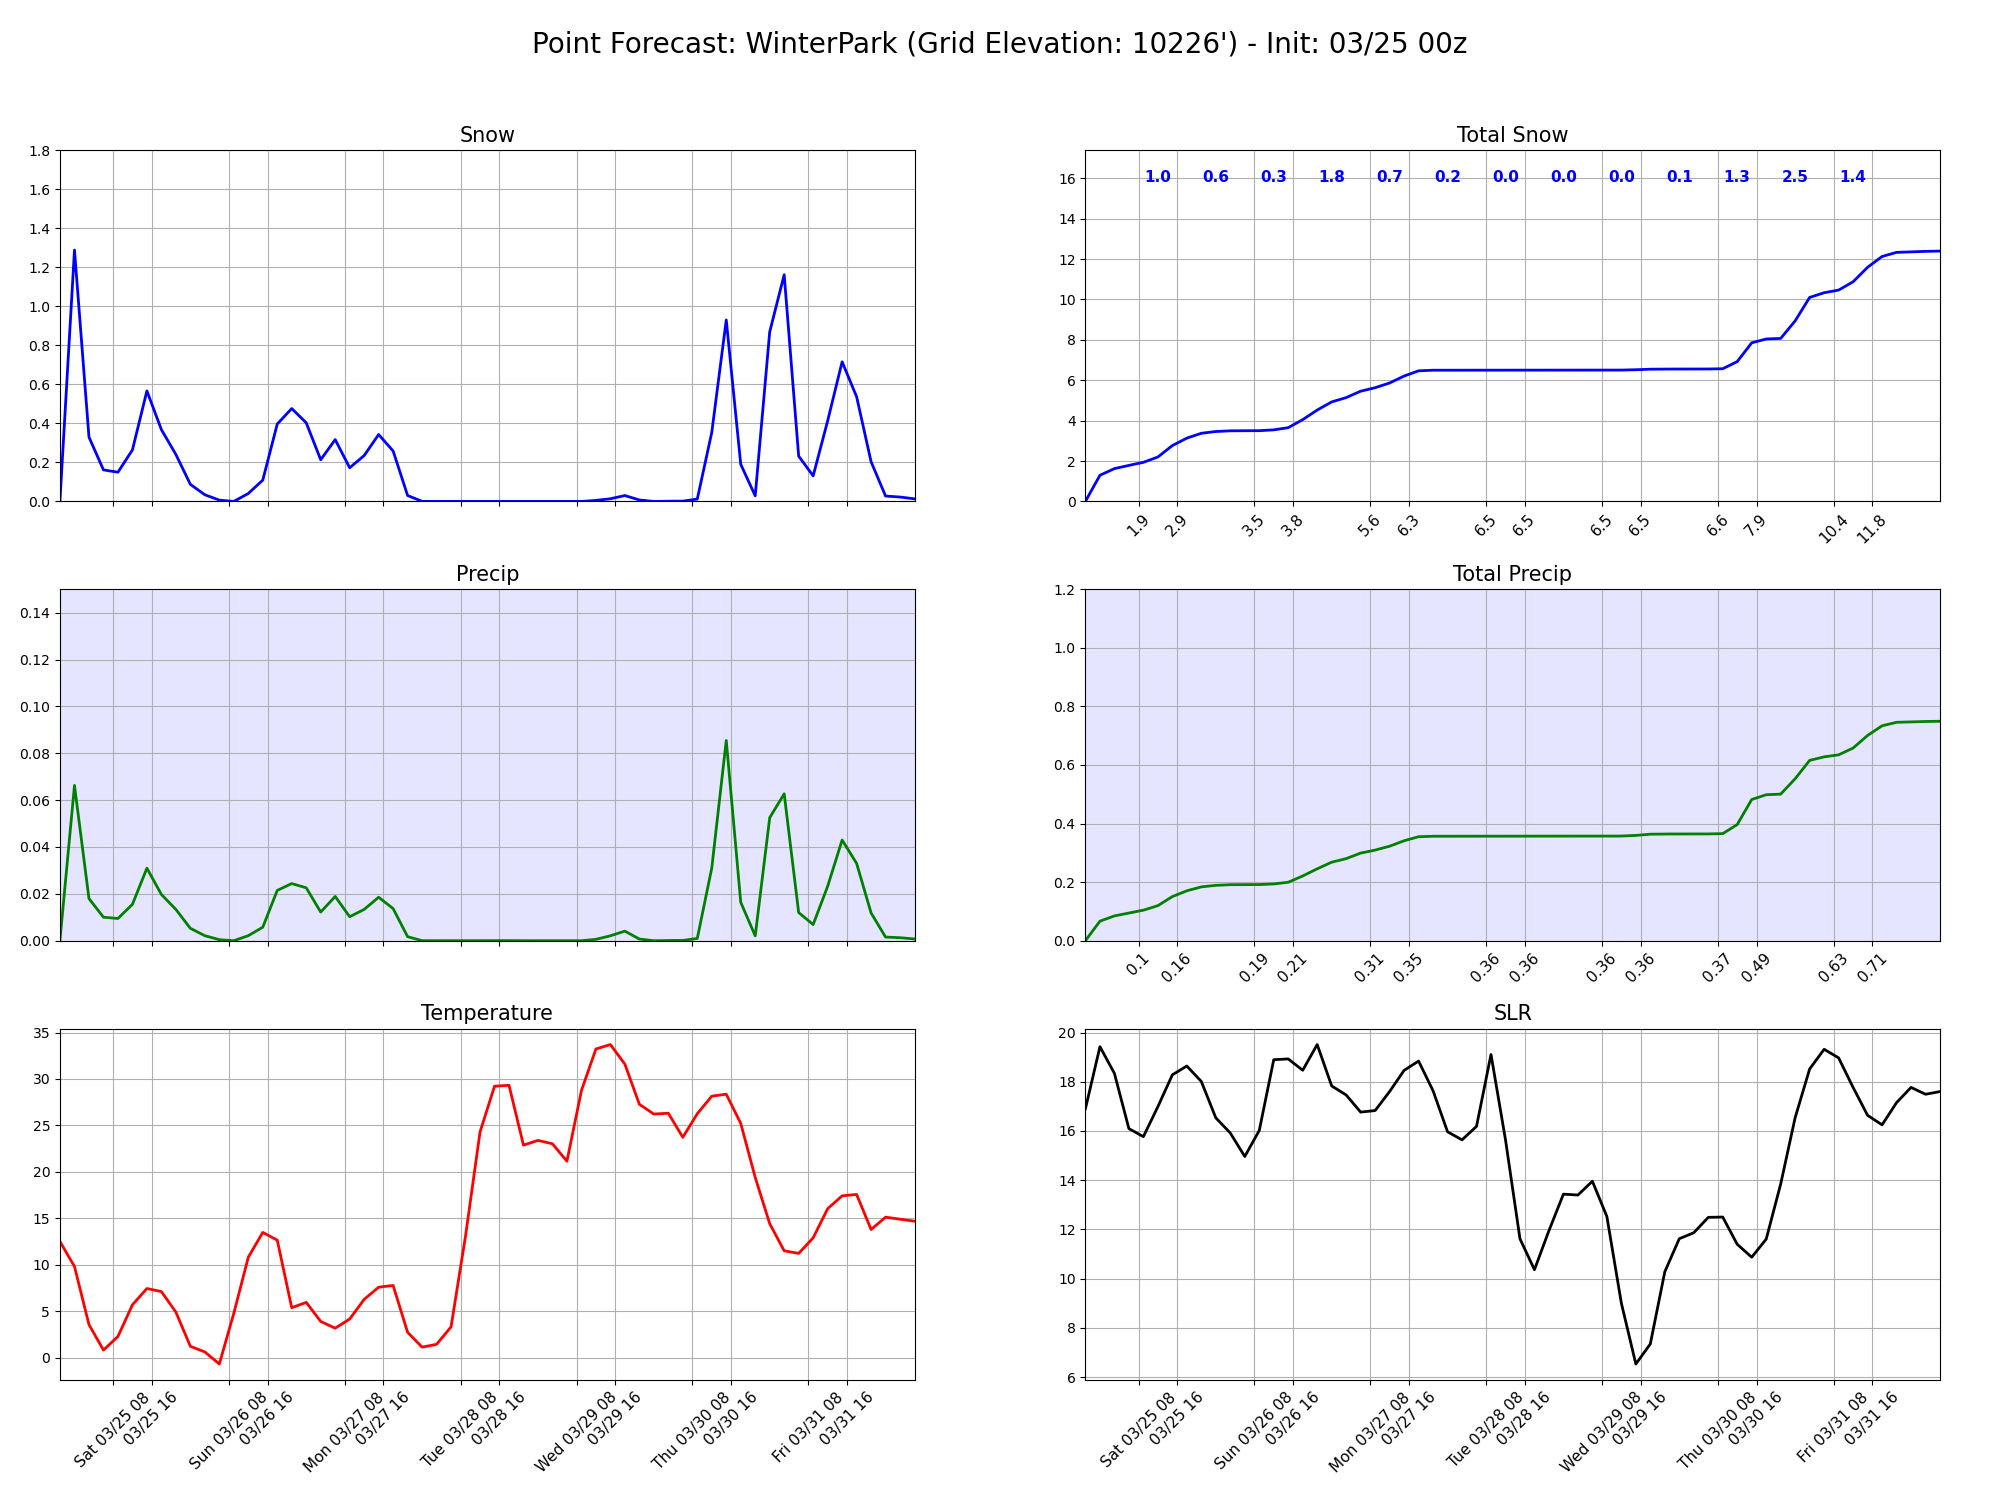 Point Forecast: WinterPark (Grid Elevation: 10226') - Init: 03/25 00z
Snow
1.8
1.6
1.4
1.2
1.0
0.8
0.6
0.4
0.2
0.0
Total Snow
1.0 0.6 0.3 1.8 0.7 0.2 0.0 0.0 0.0 0.1 1.3 2.5 1.4
16
14
12
10
8
6
4
2
0
1.9 2.9 3.5 3.8 5.6 6.3 6.5 6.5 6.5 6.5 6.6 7.9 10.4 11.8
Precip
0.14
0.12
0.10
0.08
0.06
0.04
0.02
0.00
Total Precip
1.2
1.0
0.8
0.6
0.4
0.2
0.0
0.1 0.16 0.19 0.21 0.31 0.35 0.36 0.36 0.36 0.36 0.37 0.49 0.63 0.71
Temperature
35
30
25
20
15
10
5
0
Sat 03/25 08
03/25 16
Sun 03/26 08
03/26 16
Mon 03/27 08
03/27 16
Tue 03/28 08
03/28 16
Wed 03/29 08
03/29 16
Thu 03/30 08
03/30 16
Fri 03/31 08
03/31 16
SLR
20
18
16
14
12
10
8
6
Sat 03/25 08
03/25 16
Sun 03/26 08
03/26 16
Mon 03/27 08
03/27 16
Tue 03/28 08
03/28 16
Wed 03/29 08
03/29 16
Thu 03/30 08
03/30 16
Fri 03/31 08
03/31 16